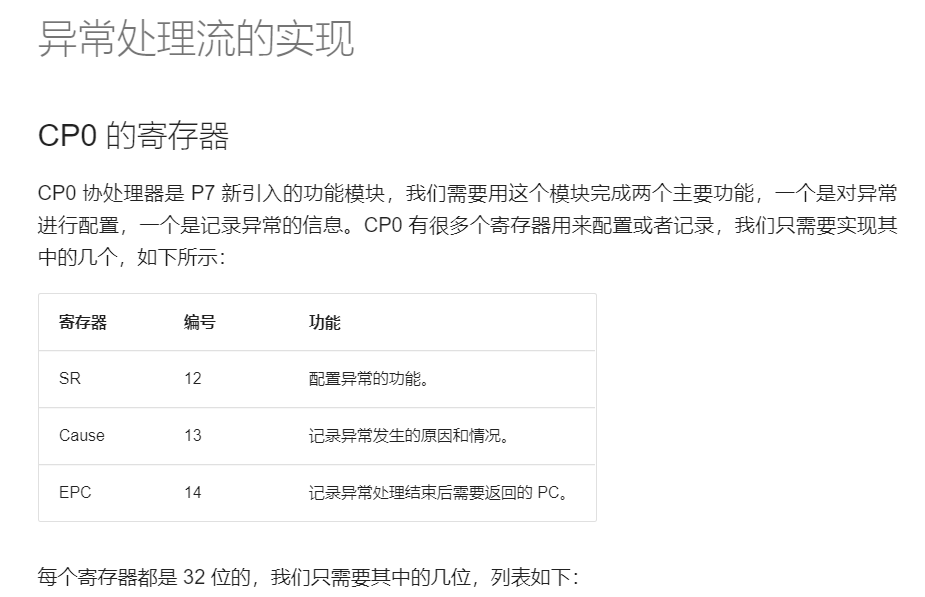 异常处理流的实现
CP0 的寄存器
CP0 协处理器是 P7 新引入的功能模块，我们需要用这个模块完成两个主要功能，一个是对异常
进行配置，一个是记录异常的信息。CP0 有很多个寄存器用来配置或者记录，我们只需要实现其
中的几个，如下所示：
寄存器 编号 功能
SR 12 配置异常的功能。
Cause 13 记录异常发生的原因和情况。
EPC 14 记录异常处理结束后需要返回的 PC。
每个寄存器都是 32 位的，我们只需要其中的几位，列表如下：